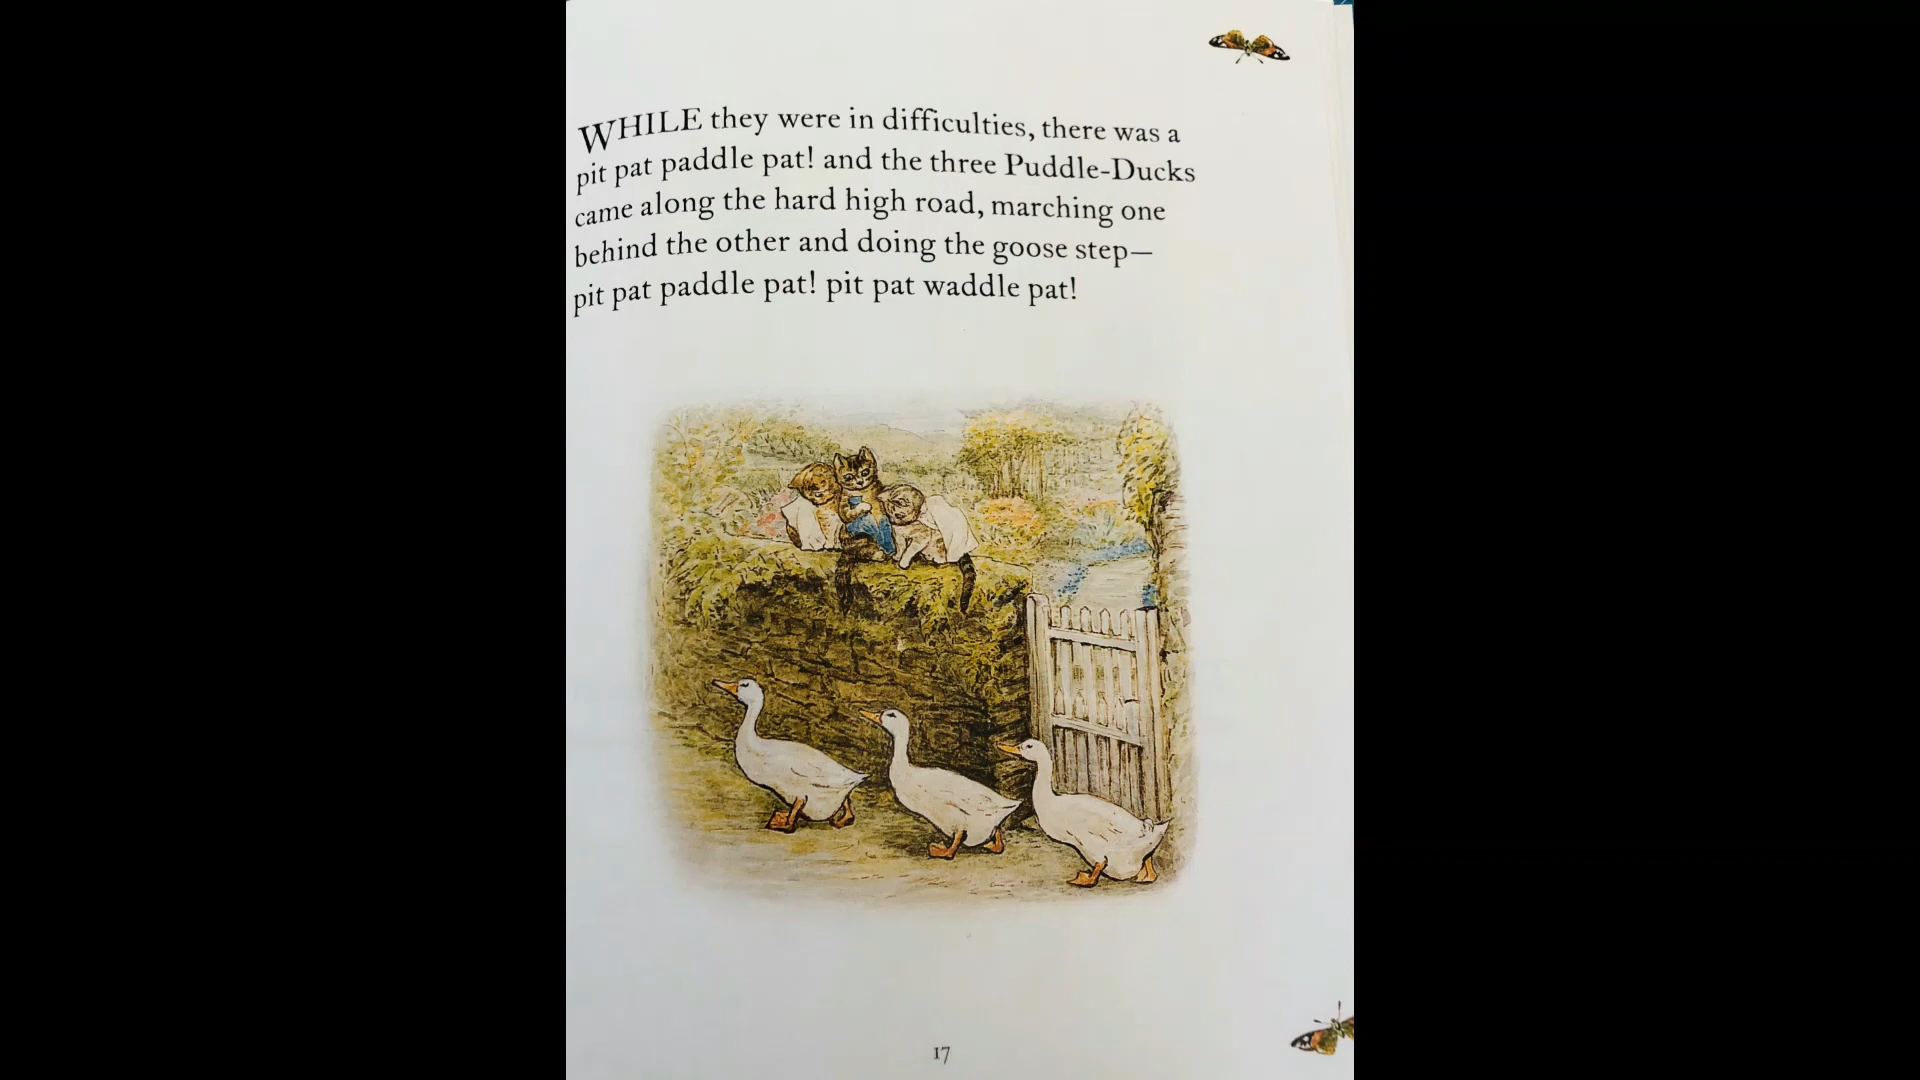 WHILE they were in difficulties, there was a
pit pat paddle pat! and the three Puddle-Ducks
came along the hard high road, marching one
behind the other and doing the goose step—
pit pat paddle pat! pit pat waddle pat!
17